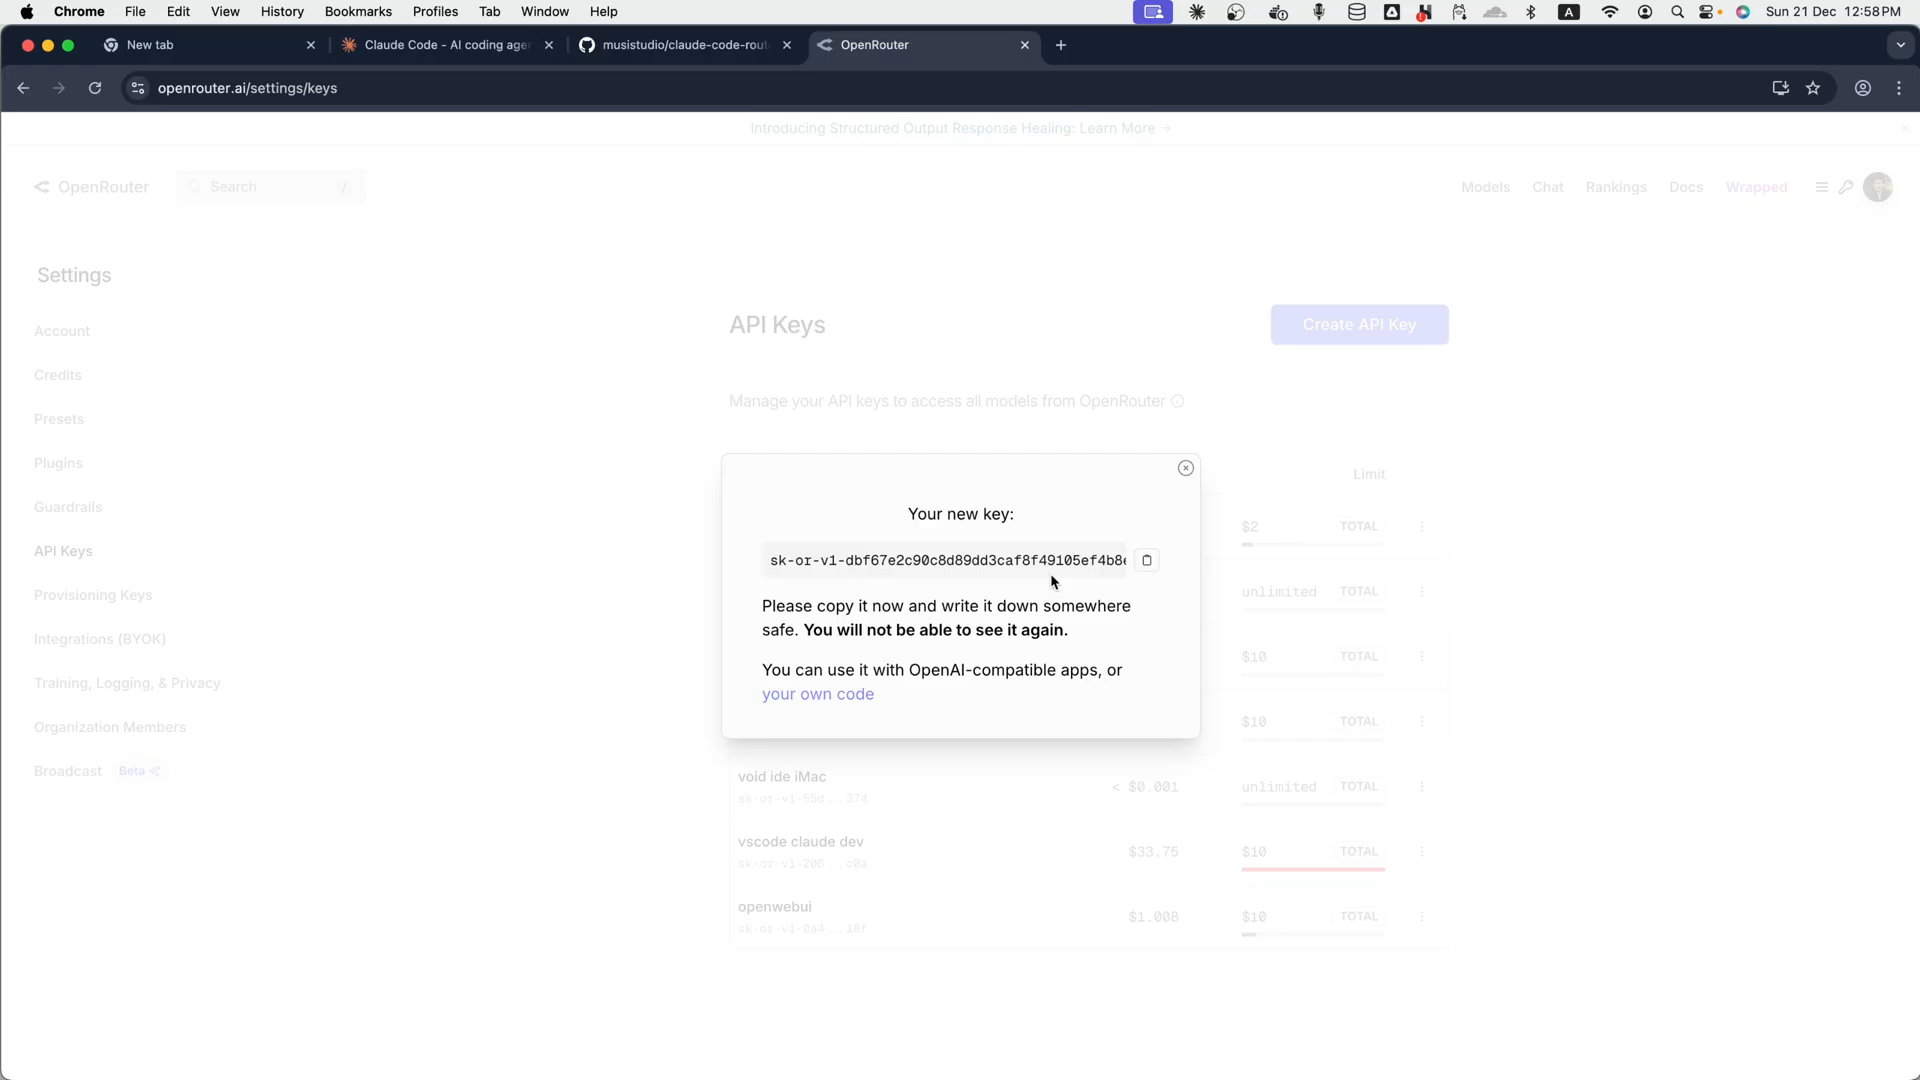 Chrome File Edit View History Bookmarks Profiles Tab Window Help A Sun 21 Dec 12:58 PM
New tab Claude Code - AI coding age musistudio/claude-code-rout OpenRouter
openrouter.ai/settings/keys
Introducing Structured Output Response Healing: Learn More →
OpenRouter Search / Models Chat Rankings Docs Wrapped
Settings
Account
Credits
Presets
Plugins
Guardrails
API Keys
Provisioning Keys
Integrations (BYOK)
Training, Logging, & Privacy
Organization Members
Broadcast Beta
API Keys Create API Key
Manage your API keys to access all models from OpenRouter
Limit
$2 TOTAL
unlimited TOTAL
$10 TOTAL
$10 TOTAL
Your new key:
sk-or-v1-dbf67e2c90c8d89dd3caf8f49105ef4b8e
Please copy it now and write it down somewhere
safe. You will not be able to see it again.
You can use it with OpenAI-compatible apps, or
your own code
void ide iMac < $0.001 unlimited TOTAL
sk-or-v1-55d...374
vscode claude dev $33.75 $10 TOTAL
sk-or-v1-206...c0a
openwebui $1.008 $10 TOTAL
sk-or-v1-0a4...18f